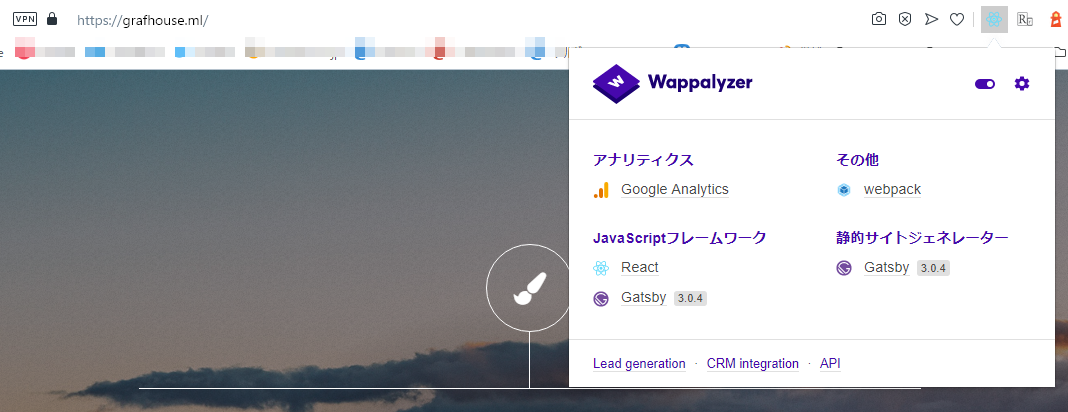 VPN https://grafhouse.ml/
Wappalyzer
アナリティクス
Google Analytics
その他
webpack
JavaScriptフレームワーク
React
Gatsby 3.0.4
静的サイトジェネレーター
Gatsby 3.0.4
Lead generation · CRM integration · API